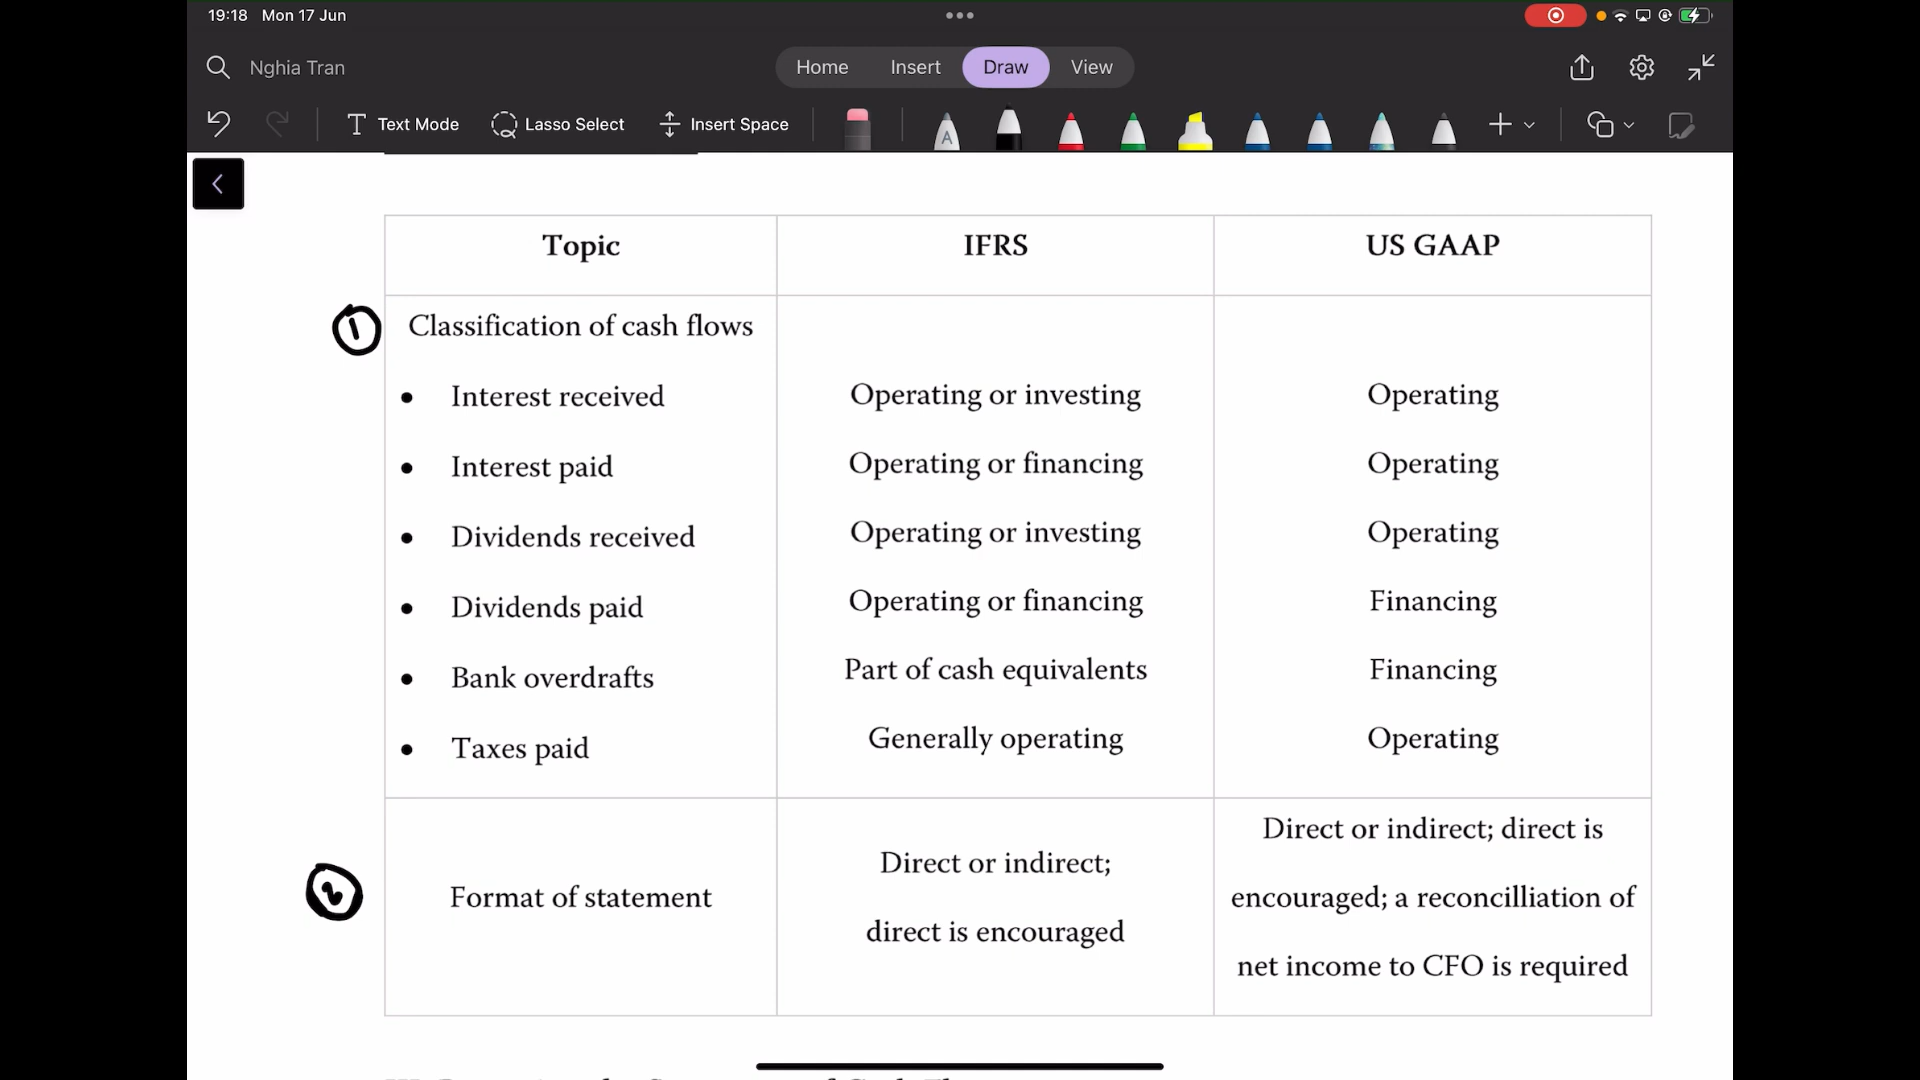 19:18 Mon 17 Jun
Nghia Tran
Home Insert Draw View
Text Mode Lasso Select Insert Space
A
Topic IFRS US GAAP
1 Classification of cash flows
• Interest received Operating or investing Operating
• Interest paid Operating or financing Operating
• Dividends received Operating or investing Operating
• Dividends paid Operating or financing Financing
• Bank overdrafts Part of cash equivalents Financing
• Taxes paid Generally operating Operating
2 Format of statement
Direct or indirect;
direct is encouraged
Direct or indirect; direct is
encouraged; a reconcilliation of
net income to CFO is required